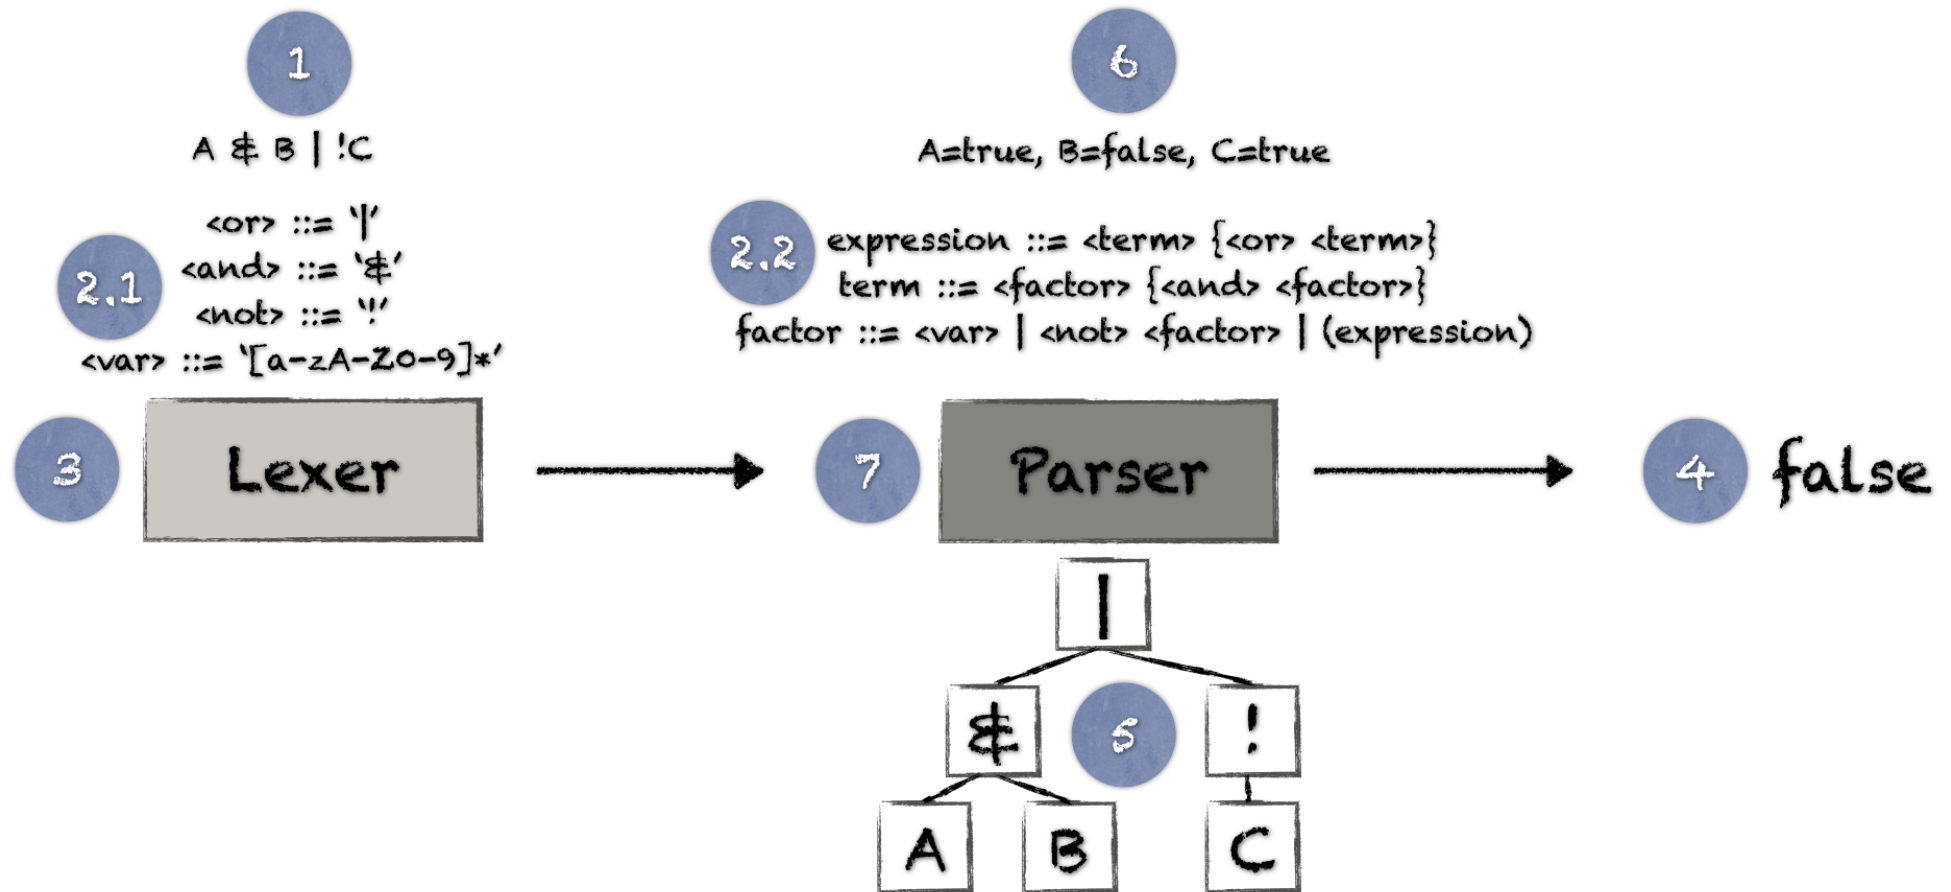 1
A & B | !C
<or> ::= '|'
2.1
<and> ::= '&'
<not> ::= '!'
<var> ::= '[a-zA-Z0-9]*'
3
Lexer
6
A=true, B=false, C=true
2.2
expression ::= <term> {<or> <term>}
term ::= <factor> {<and> <factor>}
factor ::= <var> | <not> <factor> | (expression)
7
Parser
4
false
|
&
5
!
A
B
C